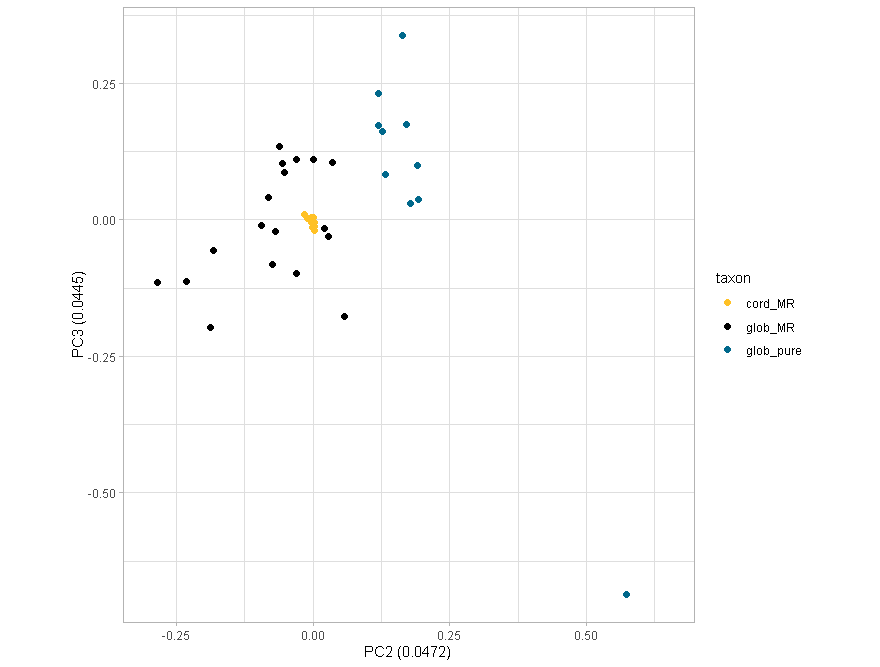 0.25
0.00
-0.25
-0.50
PC3 (0.0445)
-0.25
0.00
0.25
0.50
PC2 (0.0472)
taxon
cord_MR
glob_MR
glob_pure